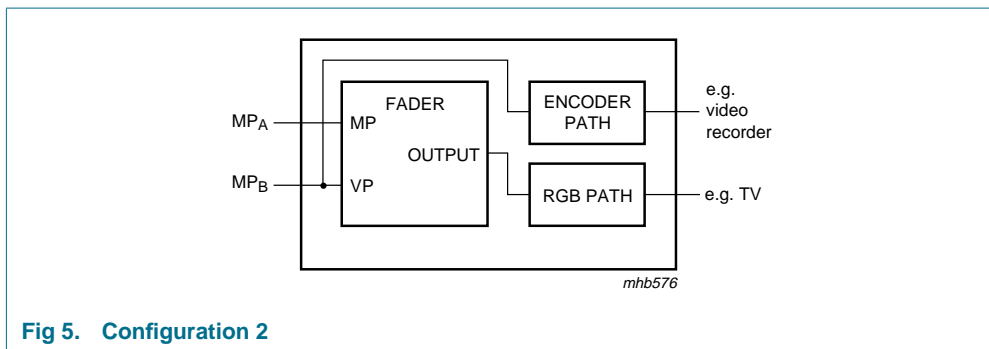 FADER
MPA
MP
MPB
VP
OUTPUT
ENCODER
PATH
RGB PATH
e.g.
video
recorder
e.g. TV
mhb576
Fig 5. Configuration 2